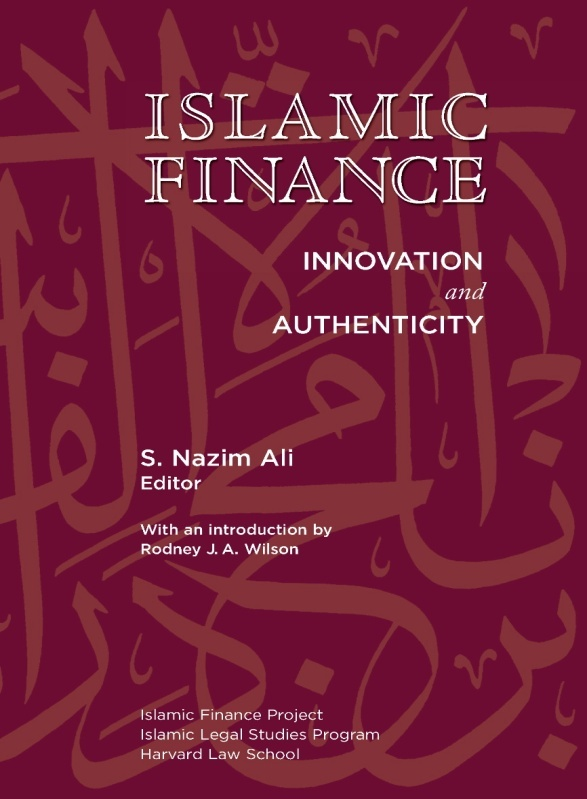 ISLAMIC
FINANCE
INNOVATION
and
AUTHENTICITY
S. Nazim Ali
Editor
With an introduction by
Rodney J. A. Wilson
Islamic Finance Project
Islamic Legal Studies Program
Harvard Law School